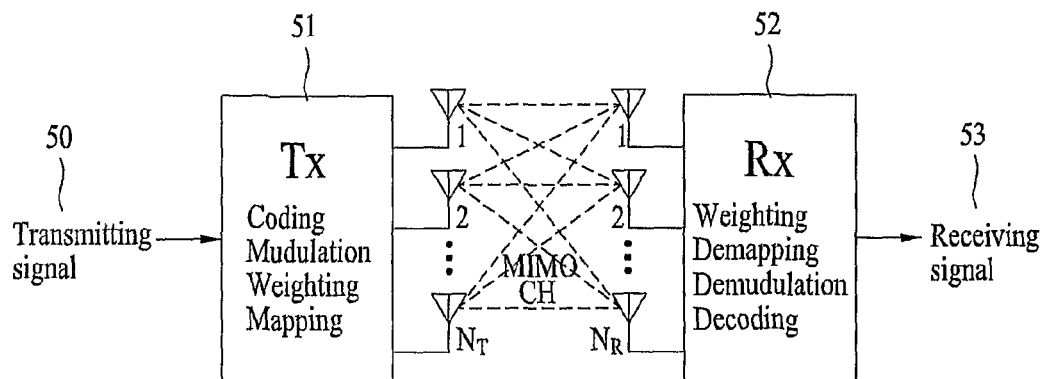 51
52
50
53
Tx
Coding
Mudulation
Weighting
Mapping
Transmitting
signal
1
2
N_T
MIMO
CH
1
2
N_R
Rx
Weighting
Demapping
Demudulation
Decoding
Receiving
signal